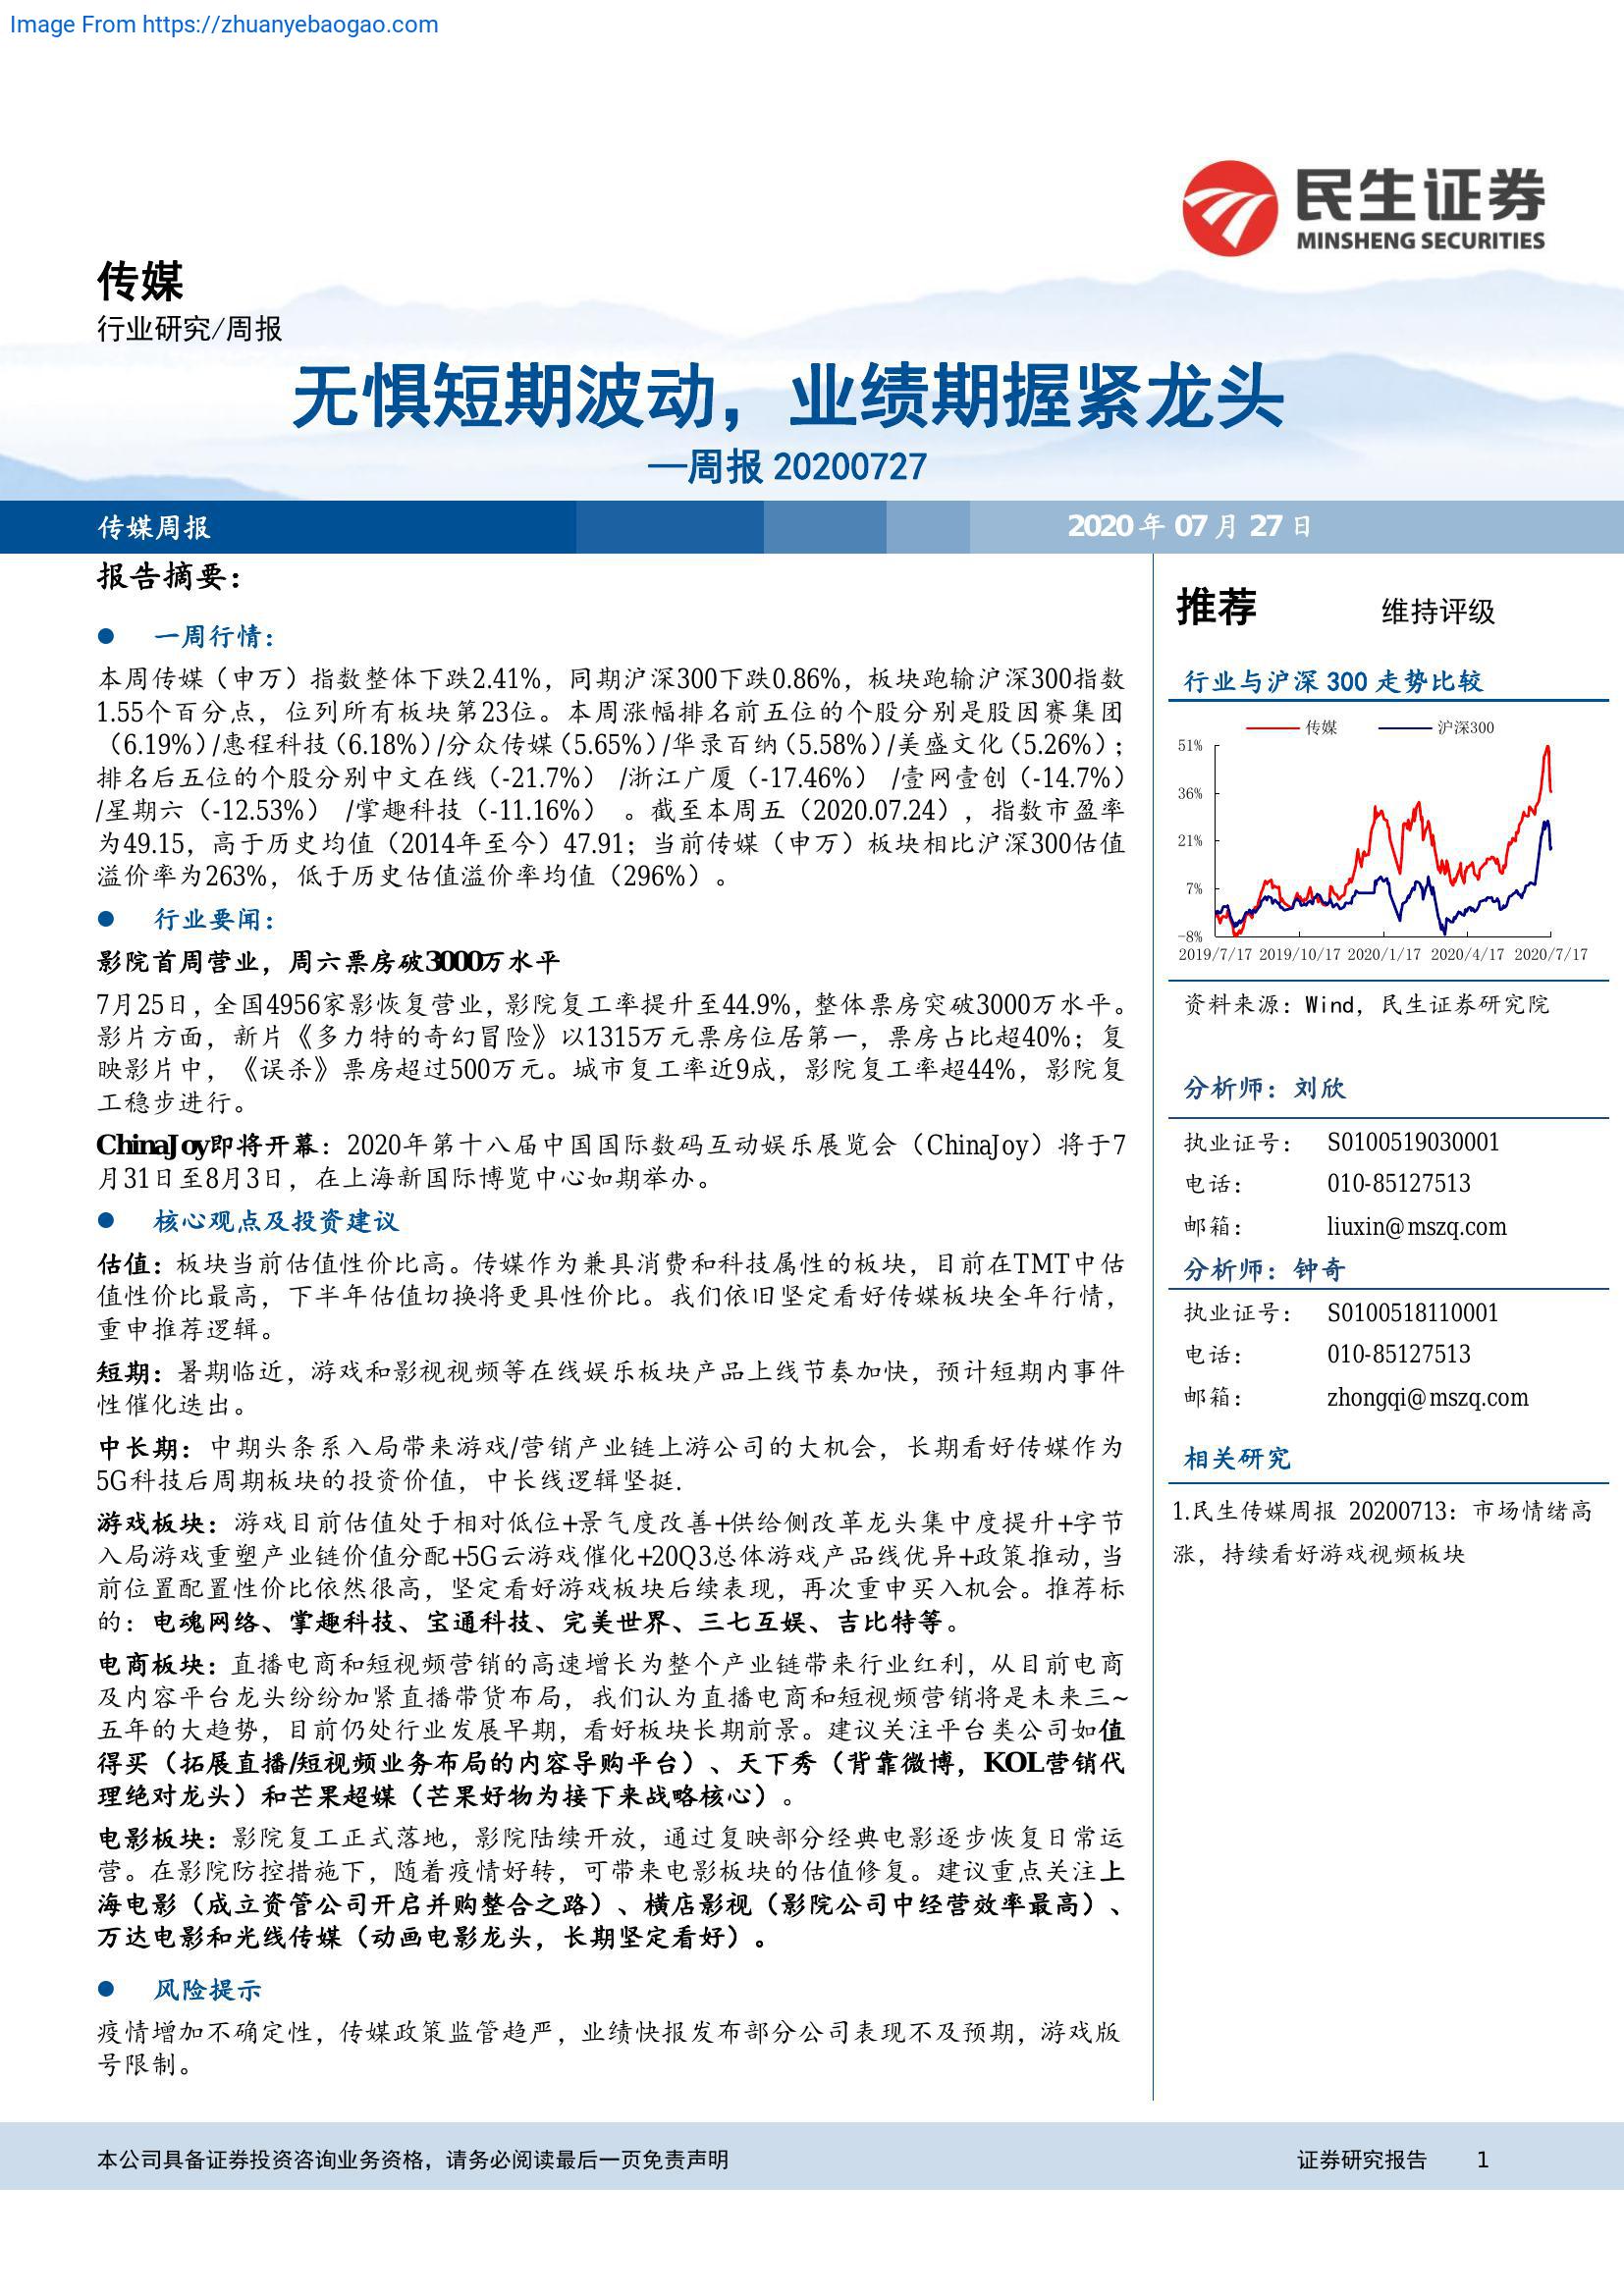 Image From https://zhuanyebaogao.com
民生证券
MINSHENG SECURITIES
传媒
行业研究/周报
无惧短期波动，业绩期握紧龙头
—周报 20200727
传媒周报
2020 年 07 月 27 日
报告摘要：
● 一周行情：
本周传媒（申万）指数整体下跌2.41%，同期沪深300下跌0.86%，板块跑输沪深300指数
1.55个百分点，位列所有板块第23位。本周涨幅排名前五位的个股分别是股因赛集团
（6.19%）/惠程科技（6.18%）/分众传媒（5.65%）/华录百纳（5.58%）/美盛文化（5.26%）；
排名后五位的个股分别中文在线（-21.7%） /浙江广厦（-17.46%） /壹网壹创（-14.7%）
/星期六（-12.53%） /掌趣科技（-11.16%） 。截至本周五（2020.07.24），指数市盈率
为49.15，高于历史均值（2014年至今）47.91；当前传媒（申万）板块相比沪深300估值
溢价率为263%，低于历史估值溢价率均值（296%）。
● 行业要闻：
影院首周营业，周六票房破3000万水平
7月25日，全国4956家影恢复营业，影院复工率提升至44.9%，整体票房突破3000万水平。
影片方面，新片《多力特的奇幻冒险》以1315万元票房位居第一，票房占比超40%；复
映影片中，《误杀》票房超过500万元。城市复工率近9成，影院复工率超44%，影院复
工稳步进行。
ChinaJoy即将开幕：2020年第十八届中国国际数码互动娱乐展览会（ChinaJoy）将于7
月31日至8月3日，在上海新国际博览中心如期举办。
● 核心观点及投资建议
估值：板块当前估值性价比高。传媒作为兼具消费和科技属性的板块，目前在TMT中估
值性价比最高，下半年估值切换将更具性价比。我们依旧坚定看好传媒板块全年行情，
重申推荐逻辑。
短期：暑期临近，游戏和影视视频等在线娱乐板块产品上线节奏加快，预计短期内事件
性催化迭出。
中长期：中期头条系入局带来游戏/营销产业链上游公司的大机会，长期看好传媒作为
5G科技后周期板块的投资价值，中长线逻辑坚挺.
游戏板块：游戏目前估值处于相对低位+景气度改善+供给侧改革龙头集中度提升+字节
入局游戏重塑产业链价值分配+5G云游戏催化+20Q3总体游戏产品线优异+政策推动，当
前位置配置性价比依然很高，坚定看好游戏板块后续表现，再次重申买入机会。推荐标
的：电魂网络、掌趣科技、宝通科技、完美世界、三七互娱、吉比特等。
电商板块：直播电商和短视频营销的高速增长为整个产业链带来行业红利，从目前电商
及内容平台龙头纷纷加紧直播带货布局，我们认为直播电商和短视频营销将是未来三~
五年的大趋势，目前仍处行业发展早期，看好板块长期前景。建议关注平台类公司如值
得买（拓展直播/短视频业务布局的内容导购平台）、天下秀（背靠微博，KOL营销代
理绝对龙头）和芒果超媒（芒果好物为接下来战略核心）。
电影板块：影院复工正式落地，影院陆续开放，通过复映部分经典电影逐步恢复日常运
营。在影院防控措施下，随着疫情好转，可带来电影板块的估值修复。建议重点关注上
海电影（成立资管公司开启并购整合之路）、横店影视（影院公司中经营效率最高）、
万达电影和光线传媒（动画电影龙头，长期坚定看好）。
● 风险提示
疫情增加不确定性，传媒政策监管趋严，业绩快报发布部分公司表现不及预期，游戏版
号限制。
推荐 维持评级
行业与沪深 300 走势比较
传媒 沪深300
51%
36%
21%
7%
-8%
2019/7/17 2019/10/17 2020/1/17 2020/4/17 2020/7/17
资料来源：Wind，民生证券研究院
分析师：刘欣
执业证号： S0100519030001
电话： 010-85127513
邮箱： liuxin@mszq.com
分析师：钟奇
执业证号： S0100518110001
电话： 010-85127513
邮箱： zhongqi@mszq.com
相关研究
1.民生传媒周报 20200713：市场情绪高
涨，持续看好游戏视频板块
本公司具备证券投资咨询业务资格，请务必阅读最后一页免责声明
证券研究报告 1